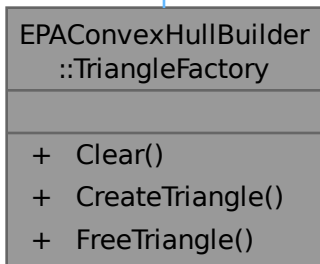 EPAConvexHullBuilder
::TriangleFactory
+ Clear()
+ CreateTriangle()
+ FreeTriangle()